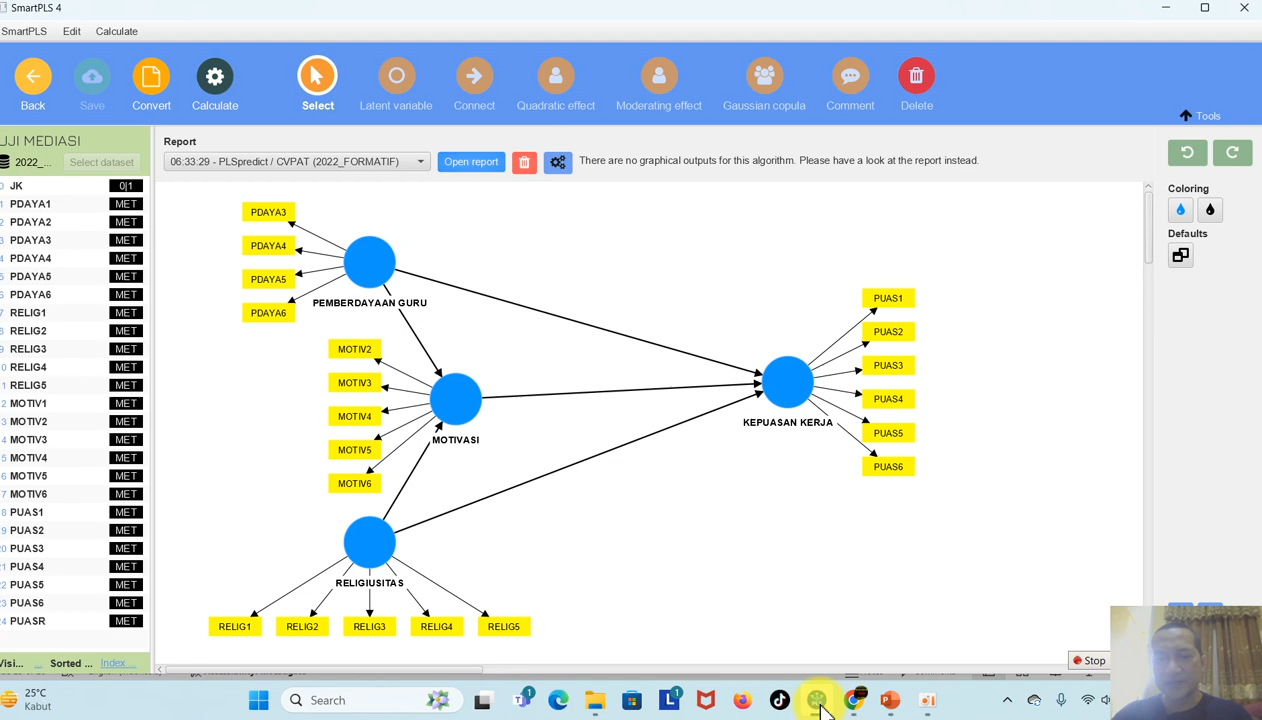 SmartPLS 4
SmartPLS Edit Calculate
Back Save Convert Calculate Select Latent variable Connect Quadratic effect Moderating effect Gaussian copula Comment Delete
Tools
UJI MEDIASI
2022_... Select dataset
JK 0|1
PDAYA1 MET
PDAYA2 MET
PDAYA3 MET
PDAYA4 MET
PDAYA5 MET
PDAYA6 MET
RELIG1 MET
RELIG2 MET
RELIG3 MET
RELIG4 MET
RELIG5 MET
MOTIV1 MET
MOTIV2 MET
MOTIV3 MET
MOTIV4 MET
MOTIV5 MET
MOTIV6 MET
PUAS1 MET
PUAS2 MET
PUAS3 MET
PUAS4 MET
PUAS5 MET
PUAS6 MET
PUASR MET
Visi... ... Sorted ... Index...
Report
06:33:29 - PLSpredict / CVPAT (2022_FORMATIF) Open report There are no graphical outputs for this algorithm. Please have a look at the report instead.
PDAYA3
PDAYA4
PDAYA5
PDAYA6
PEMBERDAYAAN GURU
MOTIV2
MOTIV3
MOTIV4
MOTIV5
MOTIV6
MOTIVASI
RELIGIUSITAS
RELIG1 RELIG2 RELIG3 RELIG4 RELIG5
PUAS1
PUAS2
PUAS3
PUAS4
PUAS5
PUAS6
KEPUASAN KERJA
Coloring
Defaults
Stop
25°C
Kabut
Search
1
1